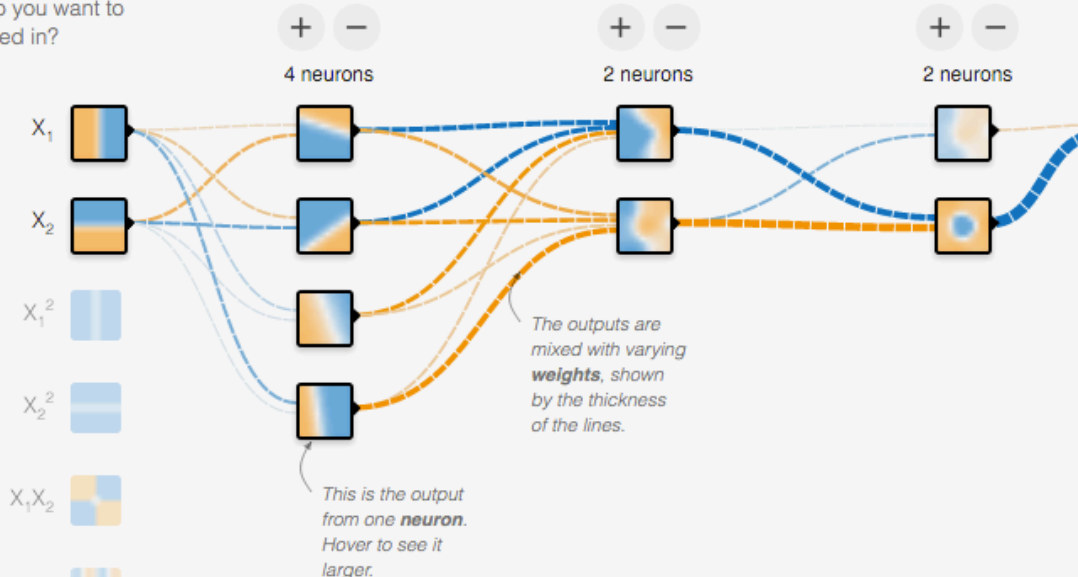 o you want to
ed in?
+ − + − + −
4 neurons 2 neurons 2 neurons
X₁
X₂
X₁²
X₂²
X₁X₂
The outputs are
mixed with varying
weights, shown
by the thickness
of the lines.
This is the output
from one neuron.
Hover to see it
larger.